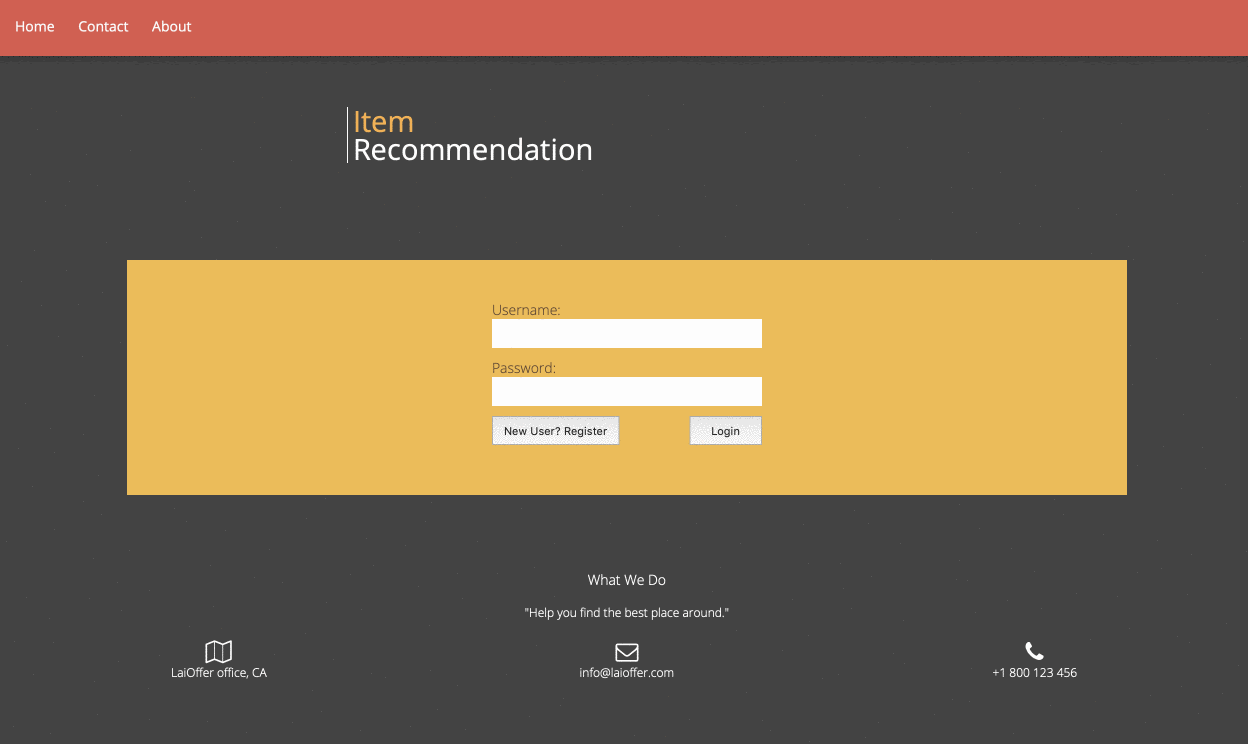 Home Contact About
Item
Recommendation
Username:
Password:
New User? Register Login
What We Do
"Help you find the best place around."
LaiOffer office, CA info@laioffer.com +1 800 123 456